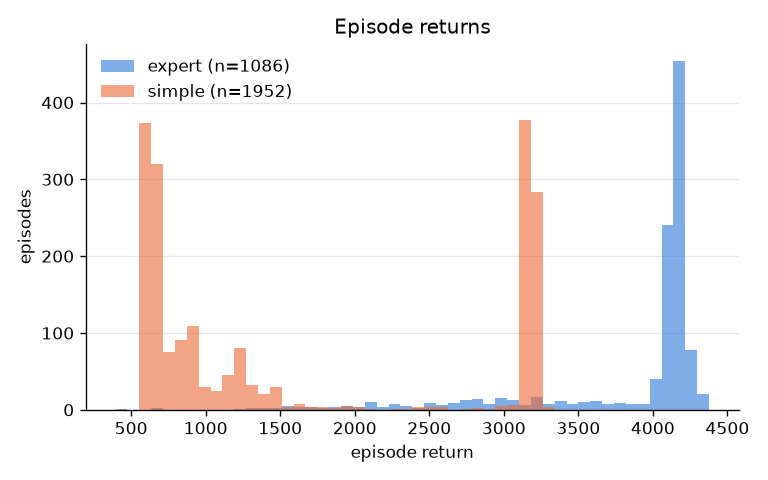 Episode returns
expert (n=1086)
simple (n=1952)
episodes
400
300
200
100
0
500 1000 1500 2000 2500 3000 3500 4000 4500
episode return